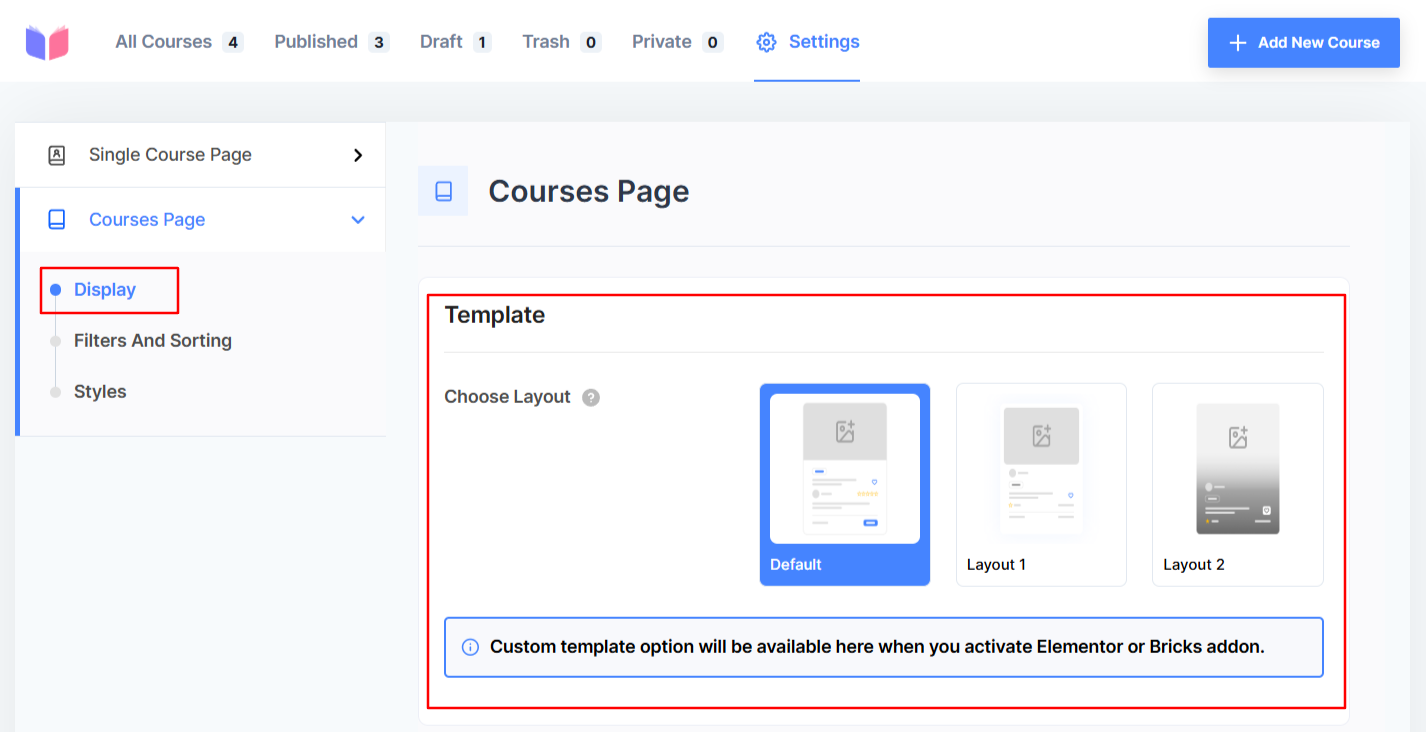 All Courses 4 Published 3 Draft 1 Trash 0 Private 0 Settings Add New Course
Single Course Page
Courses Page
Display
Filters And Sorting
Styles
Courses Page
Template
Choose Layout ?
Default
Layout 1
Layout 2
Custom template option will be available here when you activate Elementor or Bricks addon.